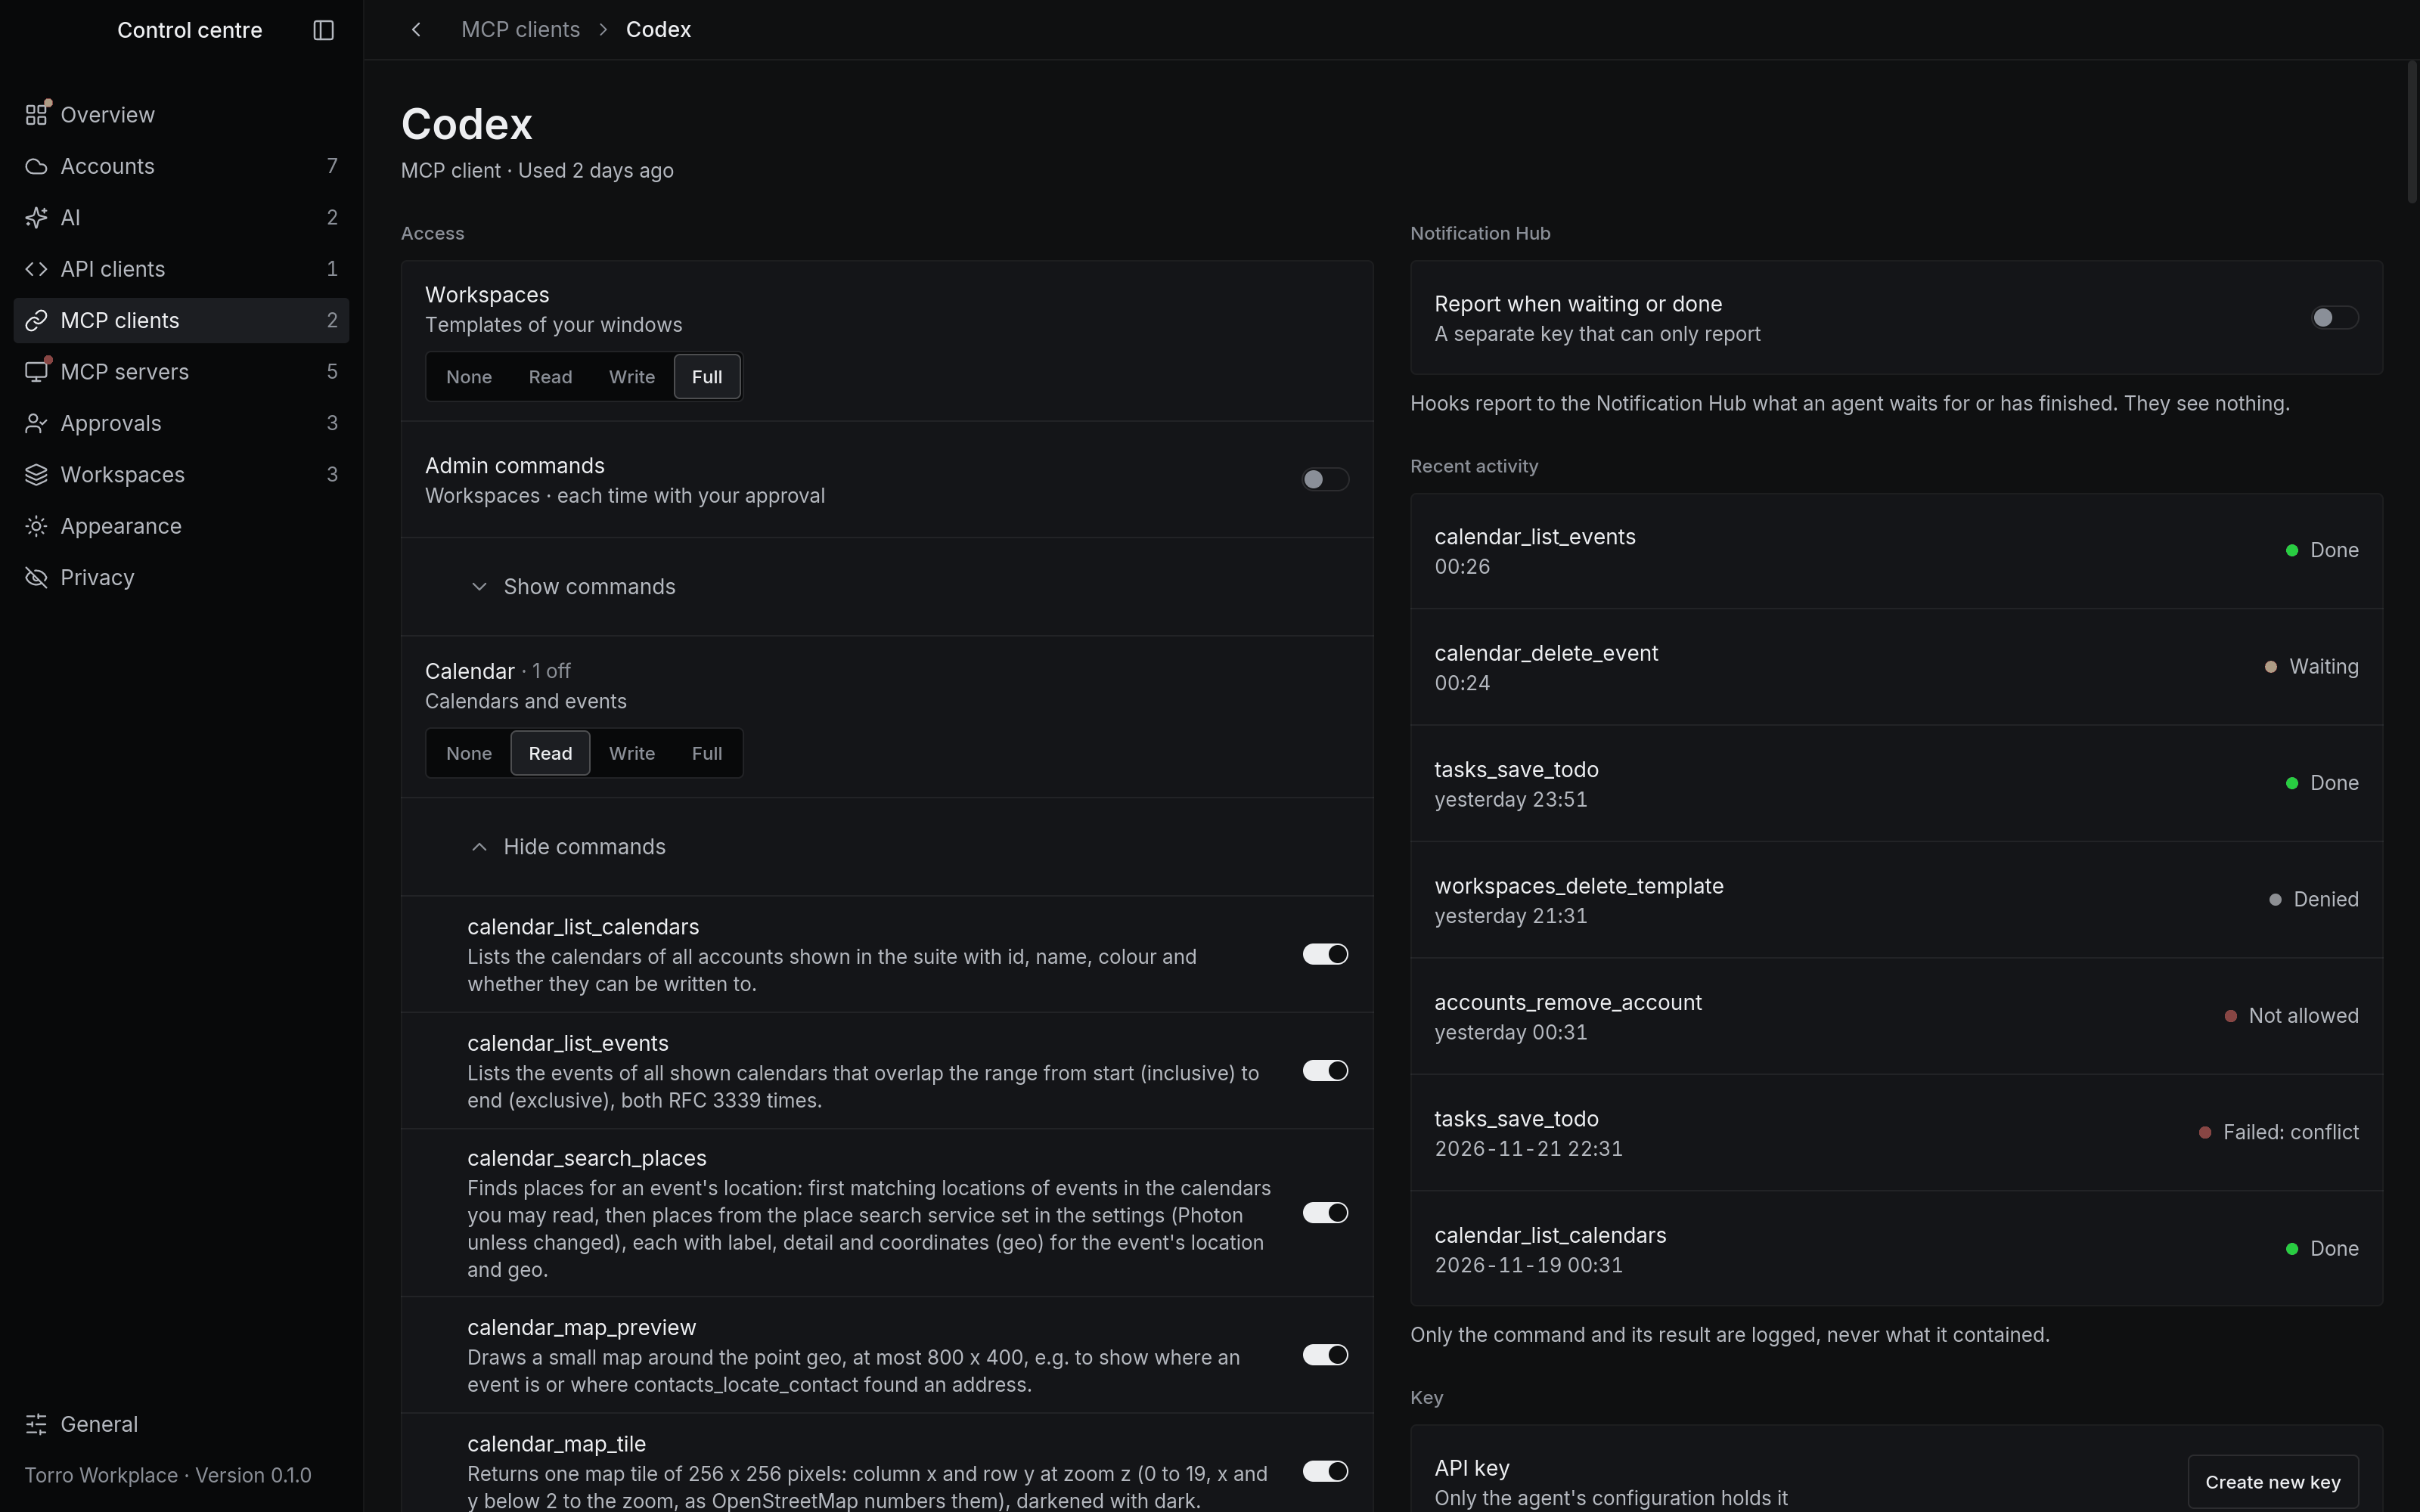 Control centre
Overview
Accounts 7
AI 2
API clients 1
MCP clients 2
MCP servers 5
Approvals 3
Workspaces 3
Appearance
Privacy
General
Torro Workplace · Version 0.1.0
MCP clients > Codex
Codex
MCP client · Used 2 days ago
Access
Workspaces
Templates of your windows
None Read Write Full
Admin commands
Workspaces · each time with your approval
Show commands
Calendar · 1 off
Calendars and events
None Read Write Full
Hide commands
calendar_list_calendars
Lists the calendars of all accounts shown in the suite with id, name, colour and
whether they can be written to.
calendar_list_events
Lists the events of all shown calendars that overlap the range from start (inclusive) to
end (exclusive), both RFC 3339 times.
calendar_search_places
Finds places for an event's location: first matching locations of events in the calendars
you may read, then places from the place search service set in the settings (Photon
unless changed), each with label, detail and coordinates (geo) for the event's location
and geo.
calendar_map_preview
Draws a small map around the point geo, at most 800 x 400, e.g. to show where an
event is or where contacts_locate_contact found an address.
calendar_map_tile
Returns one map tile of 256 x 256 pixels: column x and row y at zoom z (0 to 19, x and
y below 2 to the zoom, as OpenStreetMap numbers them), darkened with dark.
Notification Hub
Report when waiting or done
A separate key that can only report
Hooks report to the Notification Hub what an agent waits for or has finished. They see nothing.
Recent activity
calendar_list_events
00:26
Done
calendar_delete_event
00:24
Waiting
tasks_save_todo
yesterday 23:51
Done
workspaces_delete_template
yesterday 21:31
Denied
accounts_remove_account
yesterday 00:31
Not allowed
tasks_save_todo
2026-11-21 22:31
Failed: conflict
calendar_list_calendars
2026-11-19 00:31
Done
Only the command and its result are logged, never what it contained.
Key
API key
Only the agent's configuration holds it
Create new key